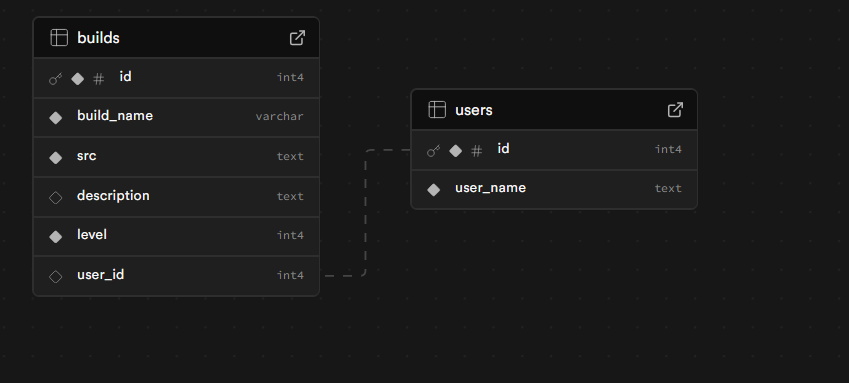 builds
id int4
build_name varchar
src text
description text
level int4
user_id int4
users
id int4
user_name text